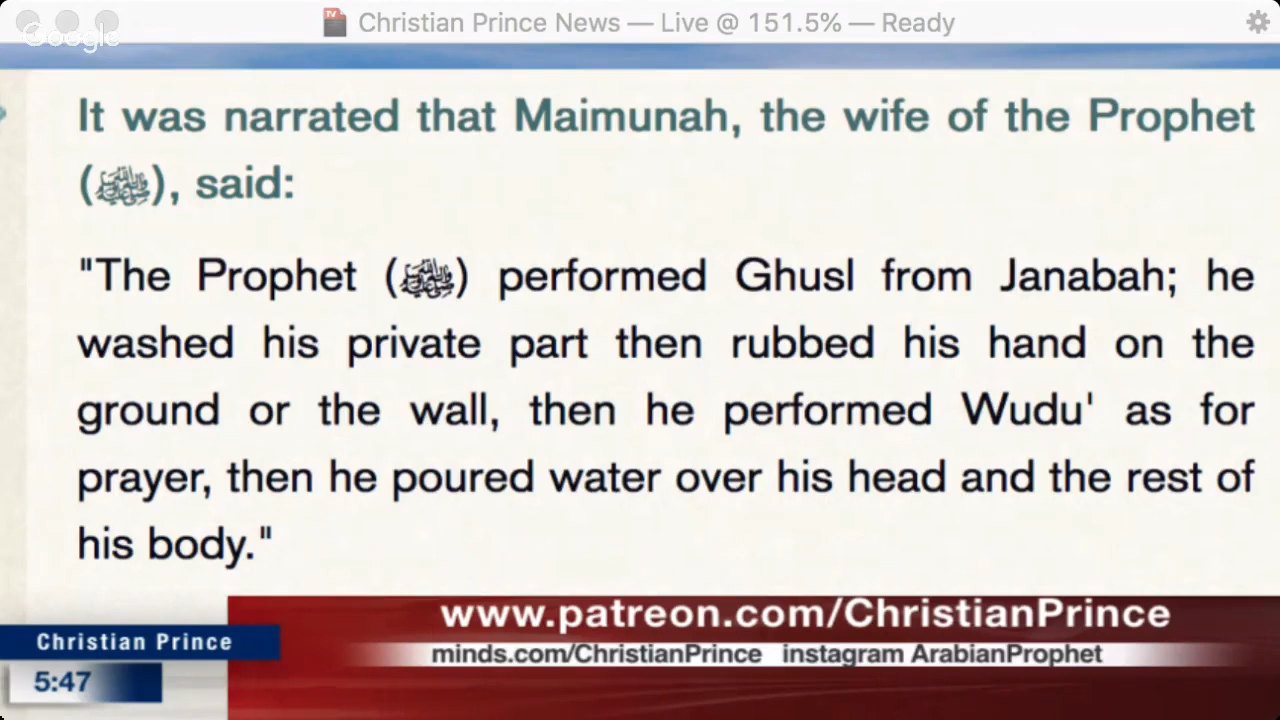 Christian Prince News — Live @ 151.5% — Ready
Google
It was narrated that Maimunah, the wife of the Prophet
(ﷺ), said:
"The Prophet (ﷺ) performed Ghusl from Janabah; he
washed his private part then rubbed his hand on the
ground or the wall, then he performed Wudu' as for
prayer, then he poured water over his head and the rest of
his body."
www.patreon.com/ChristianPrince
Christian Prince
minds.com/ChristianPrince instagram ArabianProphet
5:47